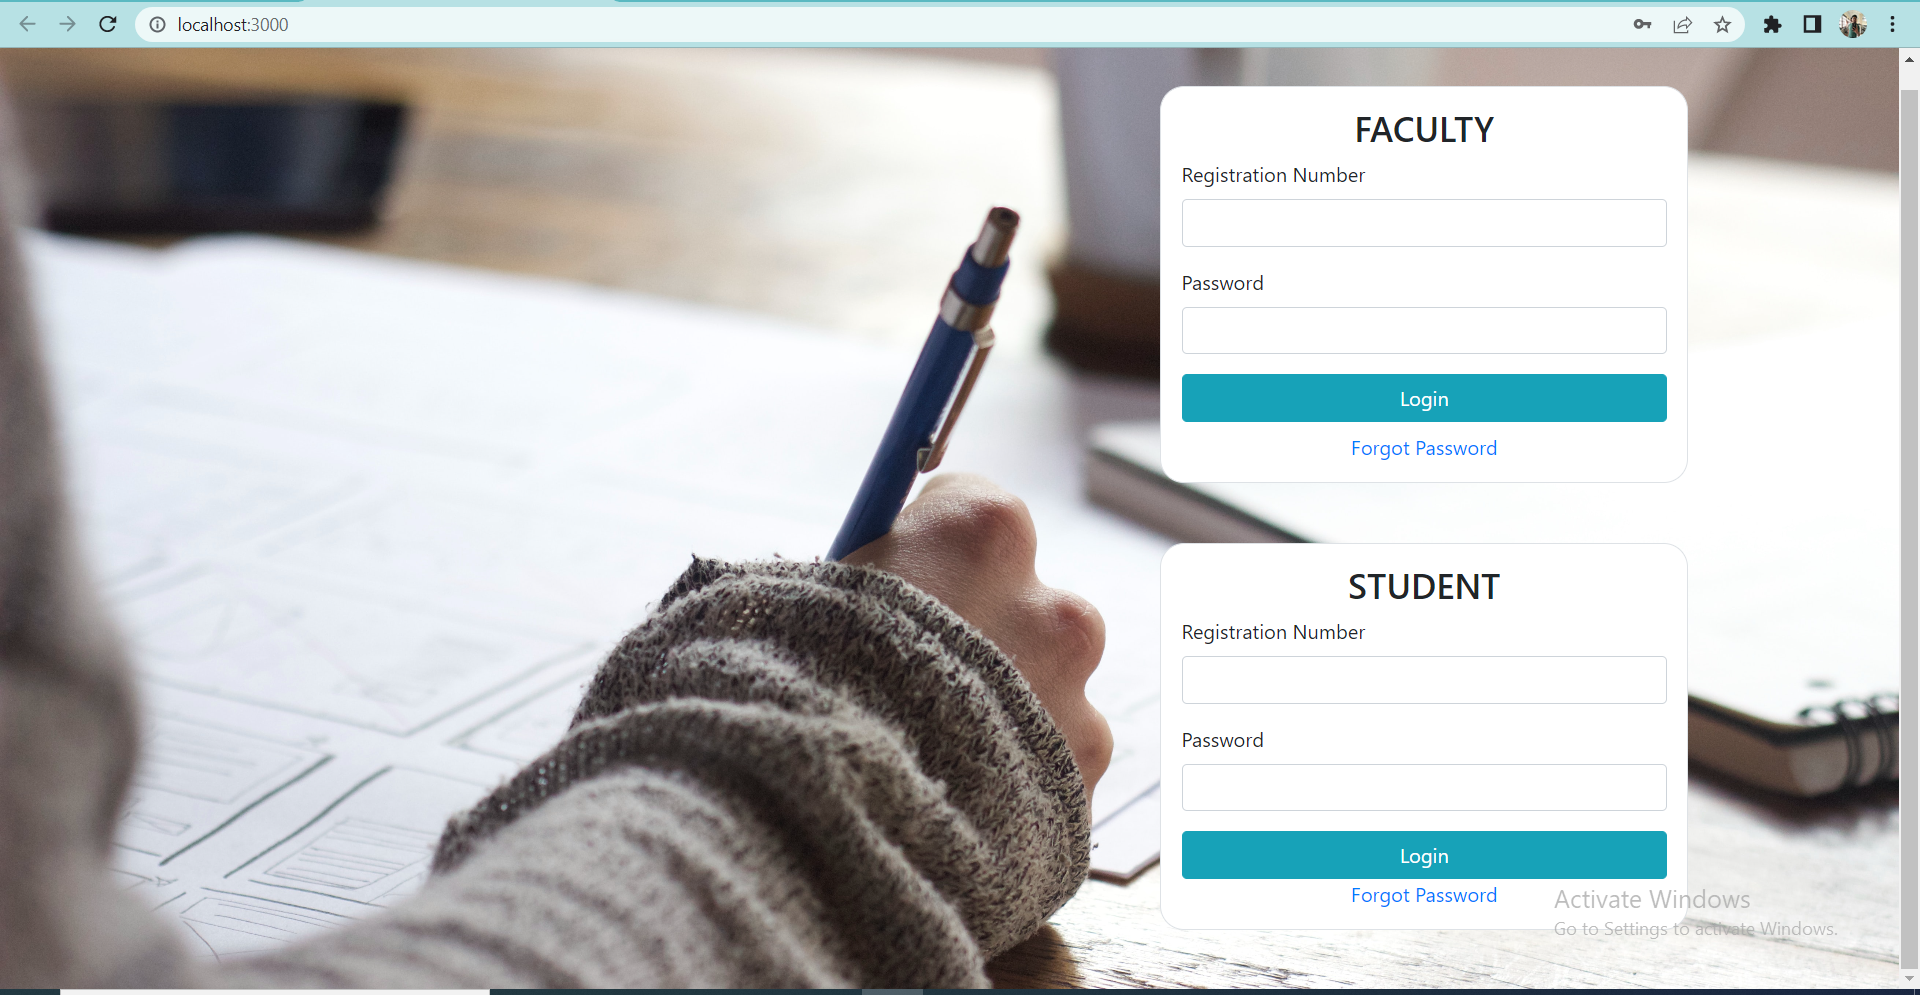 localhost:3000
FACULTY
Registration Number
Password
Login
Forgot Password
STUDENT
Registration Number
Password
Login
Forgot Password
Activate Windows
Go to Settings to activate Windows.